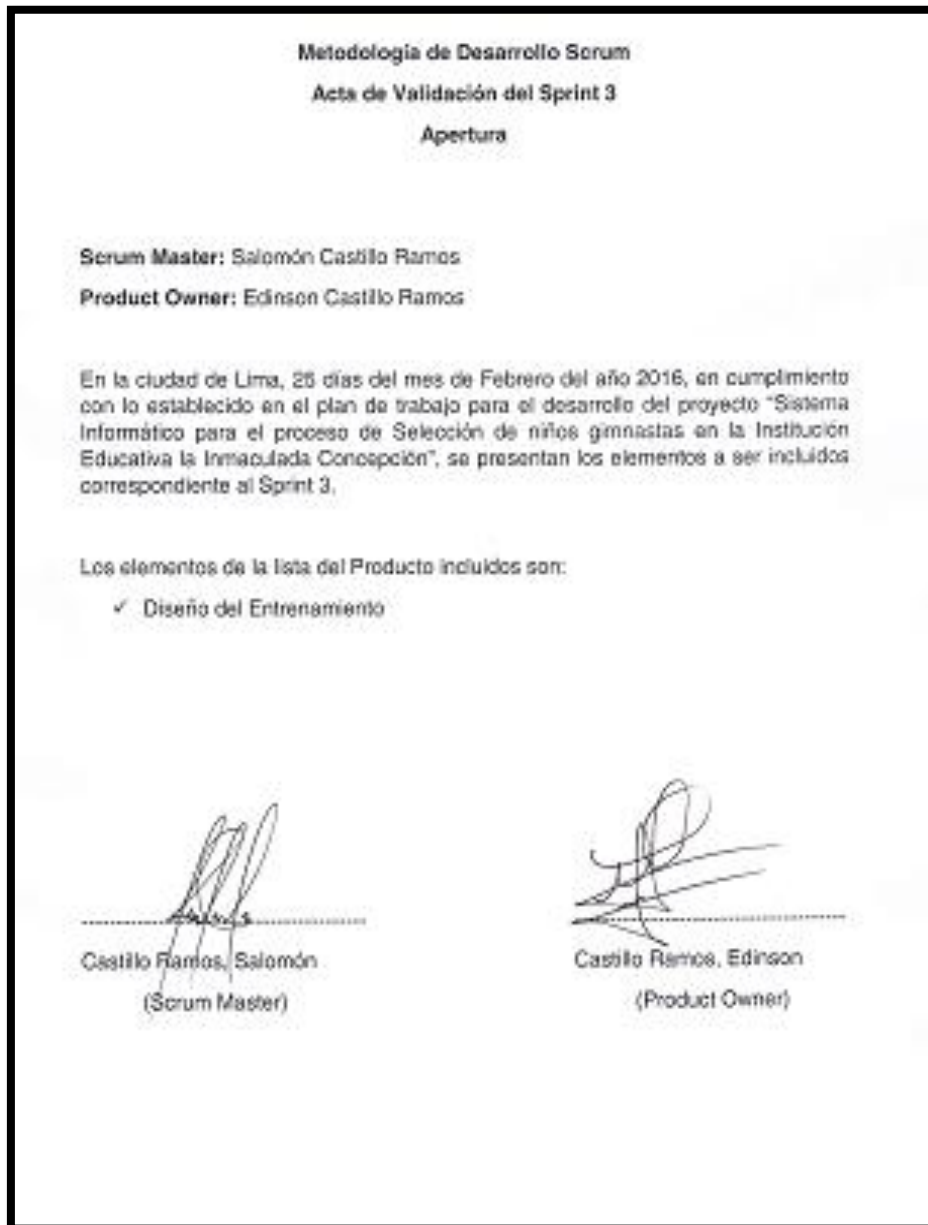 Metodología de Desarrollo Scrum
Acta de Validación del Sprint 3
Apertura
Scrum Master: Salomón Castillo Ramos
Product Owner: Edinson Castillo Ramos
En la ciudad de Lima, 25 días del mes de Febrero del año 2016, en cumplimiento
con lo establecido en el plan de trabajo para el desarrollo del proyecto “Sistema
Informático para el proceso de Selección de niños gimnastas en la Institución
Educativa la Inmaculada Concepción”, se presentan los elementos a ser incluidos
correspondiente al Sprint 3.
Los elementos de la lista del Producto incluidos son:
✓ Diseño del Entrenamiento
Castillo Ramos, Salomón
(Scrum Master)
Castillo Ramos, Edinson
(Product Owner)